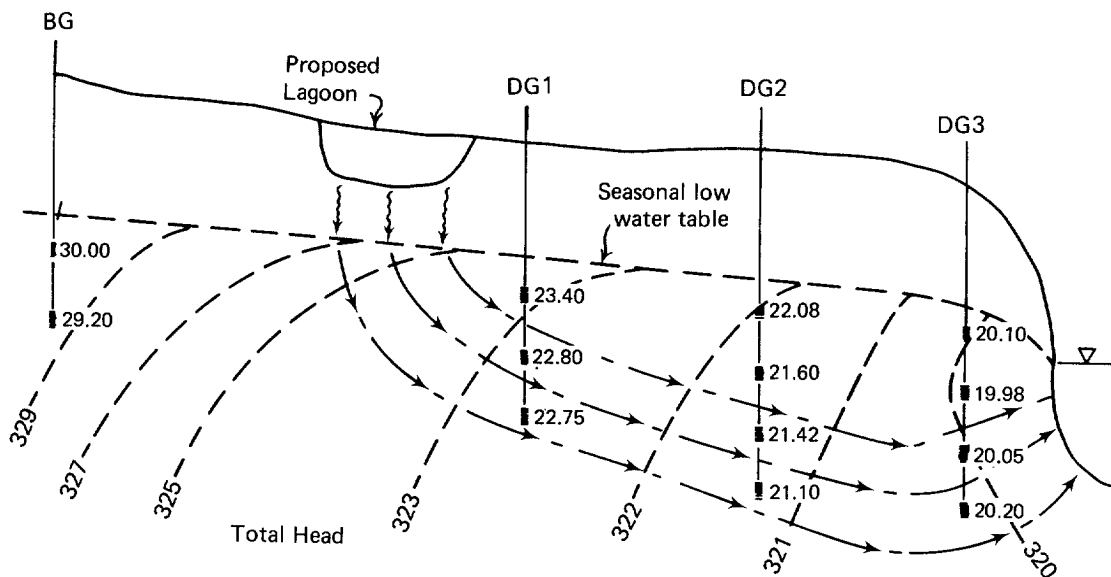 BG
Proposed
Lagoon
DG1
DG2
DG3
Seasonal low
water table
30.00
29.20
23.40
22.80
22.75
22.08
21.60
21.42
21.10
20.10
19.98
20.05
20.20
329
327
325
323
322
321
320
Total Head